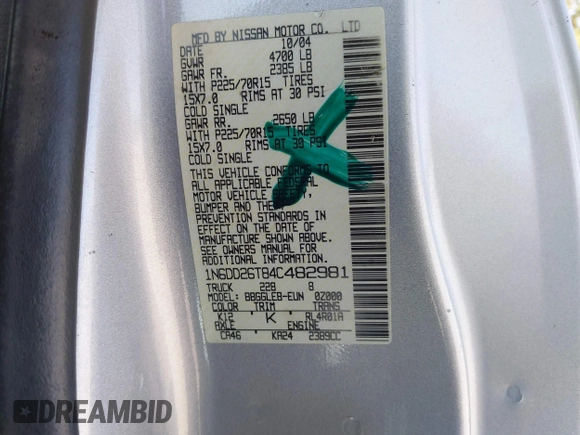 MFD BY NISSAN MOTOR CO. LTD
DATE 10/04
GVWR 4700 LB
GAWR FR. 2385 LB
WITH P225/70R15 TIRES
15X7.0 RIMS AT 30 PSI
COLD SINGLE
GAWR RR. 2650 LB
WITH P225/70R15 TIRES
15X7.0 RIMS AT 30 PSI
COLD SINGLE
THIS VEHICLE CONFORMS TO
ALL APPLICABLE FEDERAL
MOTOR VEHICLE
BUMPER AND THEFT
PREVENTION STANDARDS IN
EFFECT ON THE DATE OF
MANUFACTURE SHOWN ABOVE.
SEE OWNERS MANUAL FOR
ADDITIONAL INFORMATION.
1N6DD26T84C482981
TRUCK 228 8
MODEL: BBGGLEB-EUN 0Z000
COLOR TRIM TRANS
K12 K RL4R01A
AXLE ENGINE
CA46 KA24 2389CC
DREAMBID